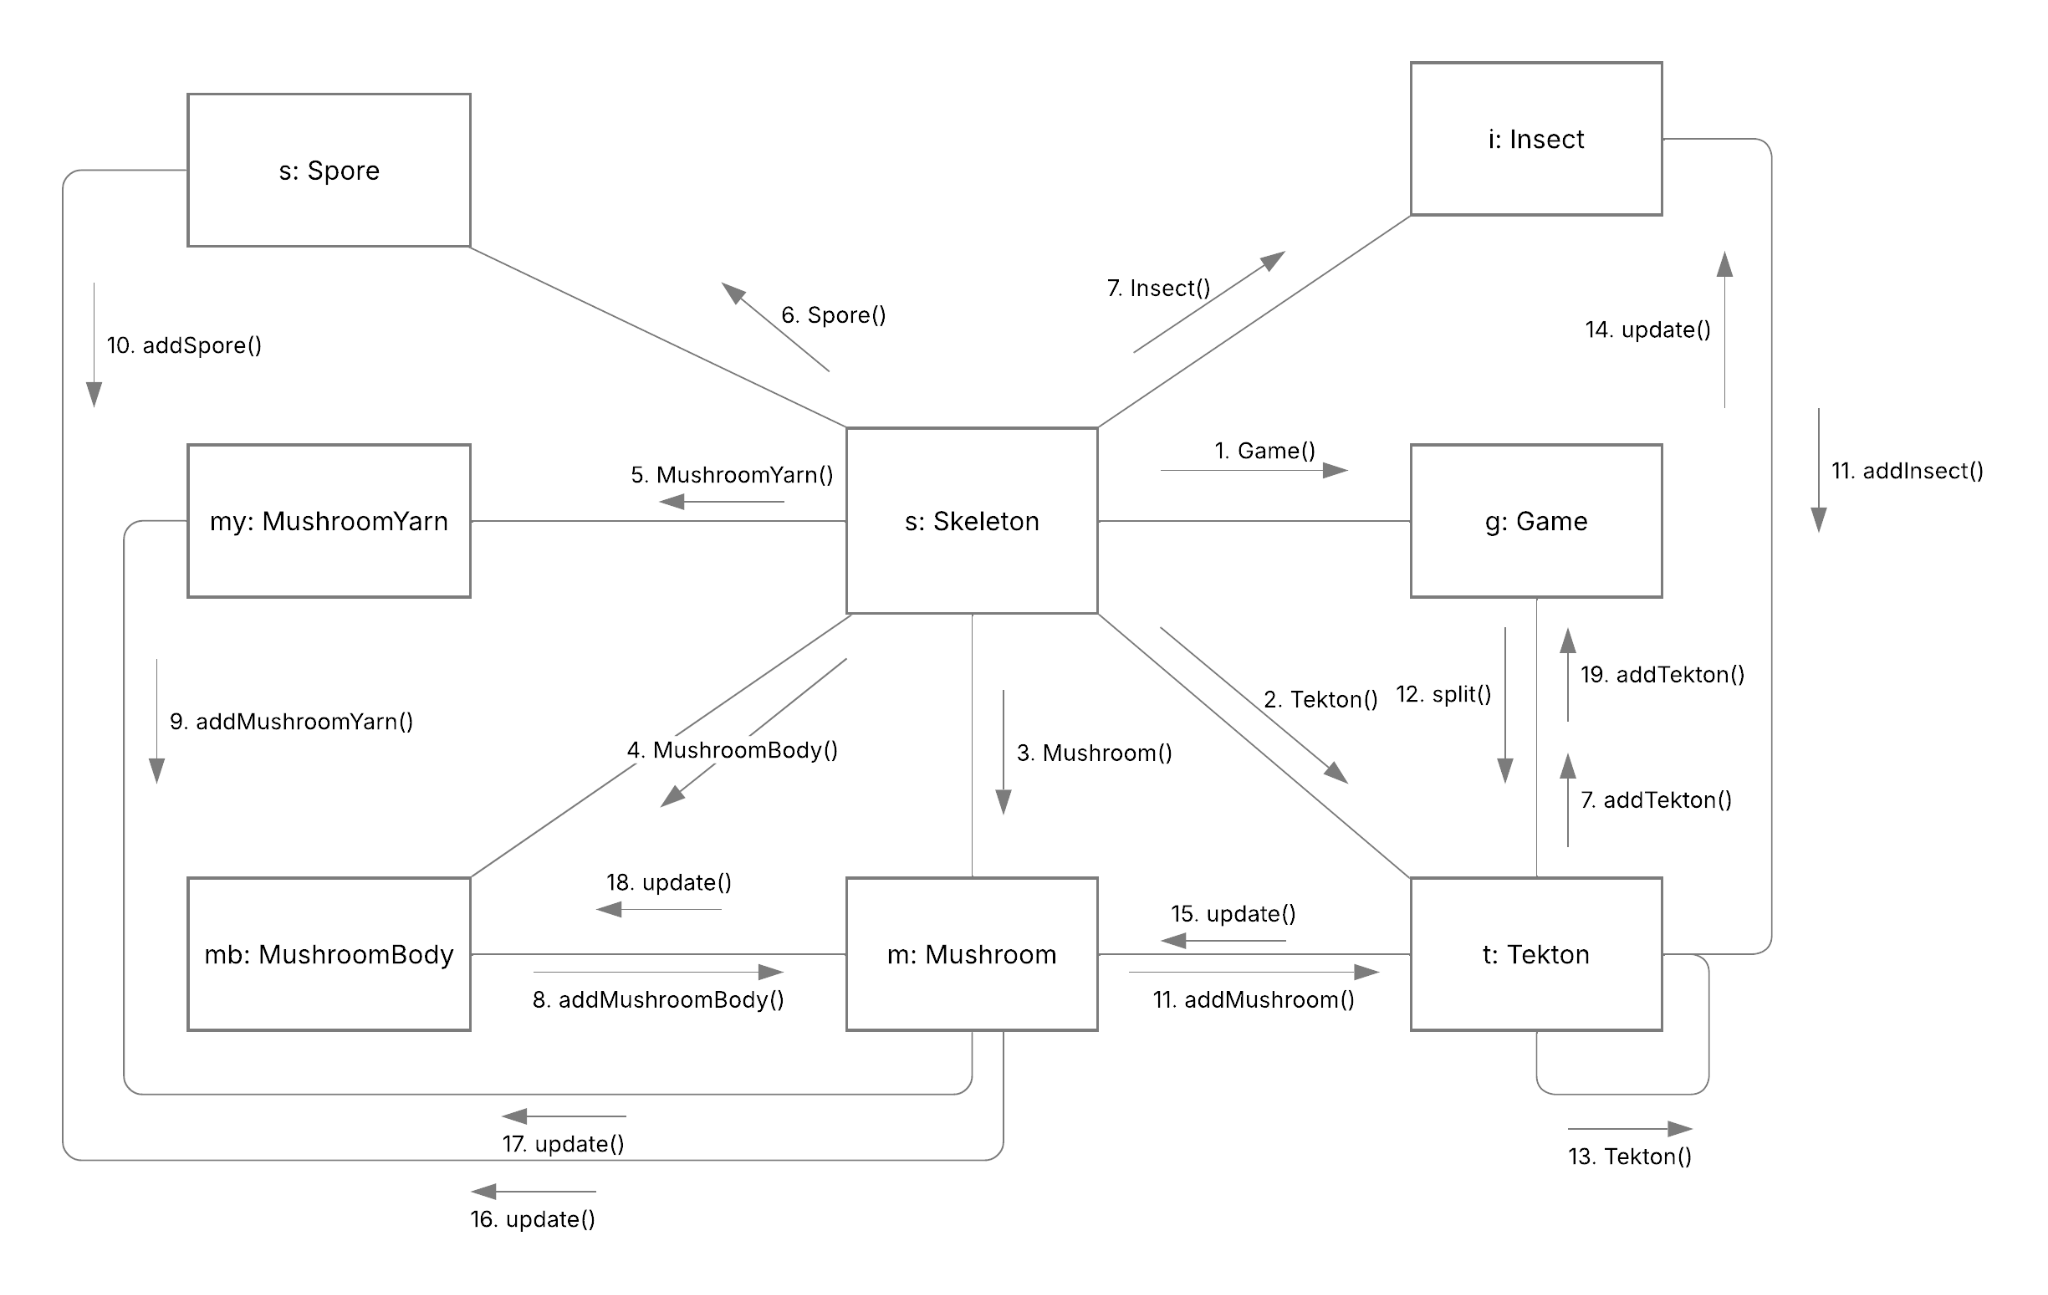 i: Insect
s: Spore
7. Insect()
6. Spore()
14. update()
10. addSpore()
1. Game()
11. addInsect()
5. MushroomYarn()
my: MushroomYarn
s: Skeleton
g: Game
19. addTekton()
12. split()
2. Tekton()
9. addMushroomYarn()
4. MushroomBody()
3. Mushroom()
7. addTekton()
18. update()
15. update()
mb: MushroomBody
m: Mushroom
t: Tekton
8. addMushroomBody()
11. addMushroom()
17. update()
13. Tekton()
16. update()